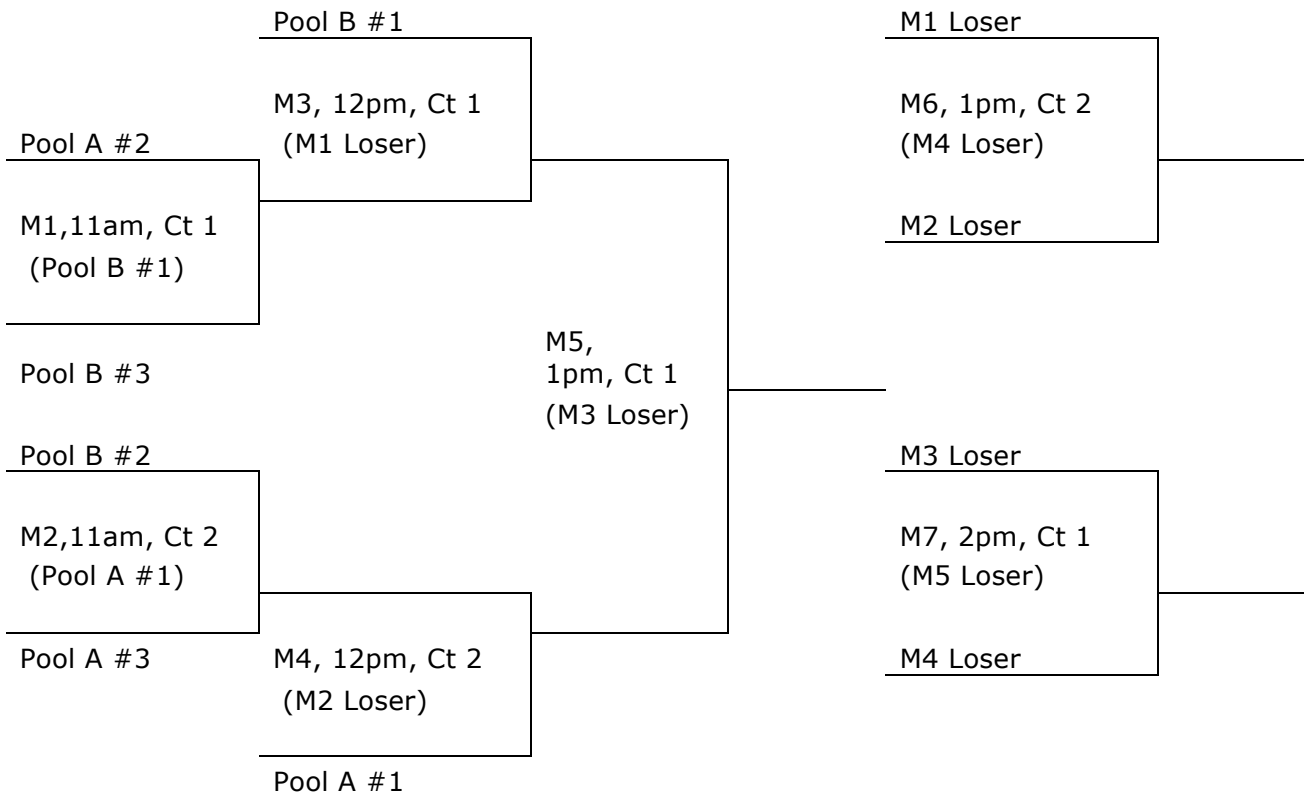 Pool B #1
M1 Loser
M3, 12pm, Ct 1
(M1 Loser)
M6, 1pm, Ct 2
(M4 Loser)
Pool A #2
M1,11am, Ct 1
(Pool B #1)
M2 Loser
Pool B #3
M5,
1pm, Ct 1
(M3 Loser)
Pool B #2
M3 Loser
M2,11am, Ct 2
(Pool A #1)
M7, 2pm, Ct 1
(M5 Loser)
Pool A #3
M4, 12pm, Ct 2
(M2 Loser)
M4 Loser
Pool A #1